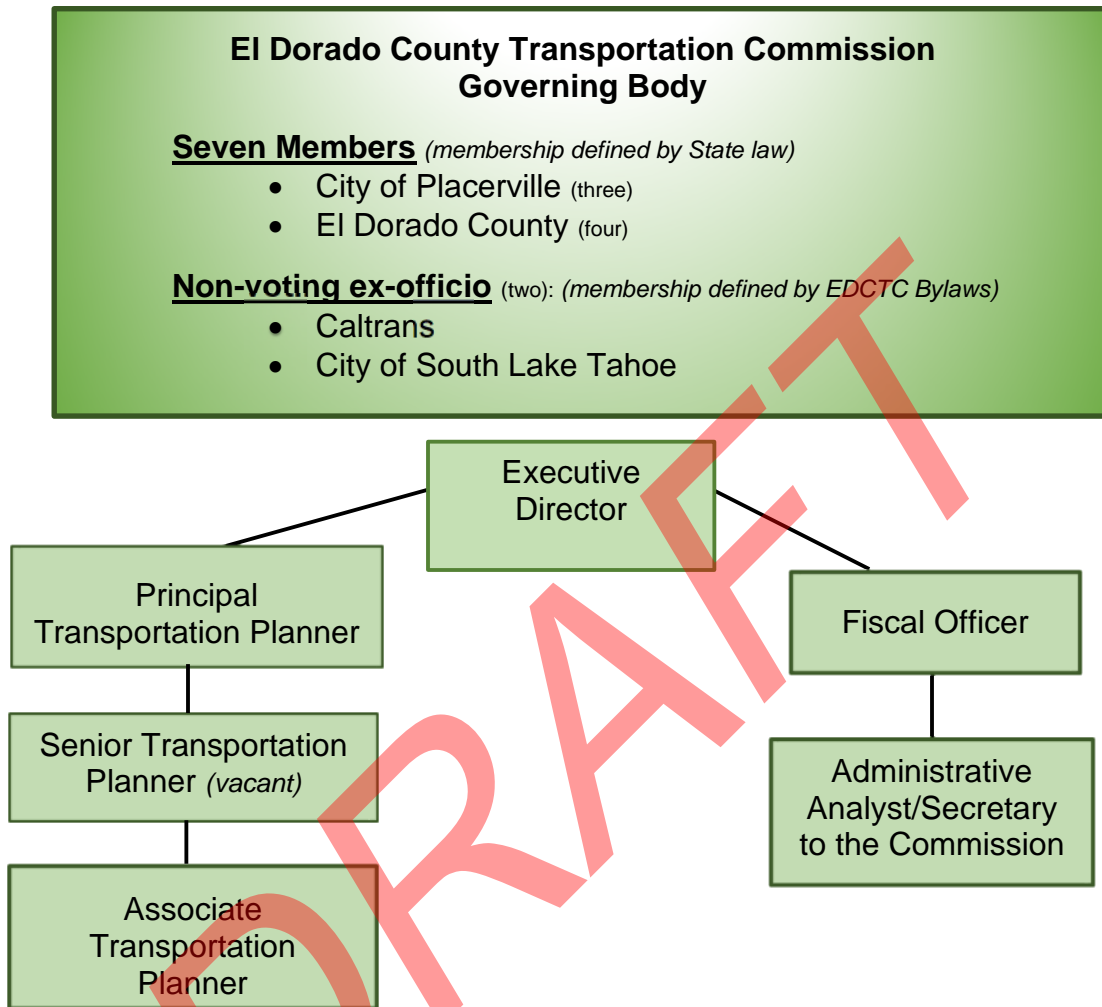 El Dorado County Transportation Commission
Governing Body
Seven Members (membership defined by State law)
• City of Placerville (three)
• El Dorado County (four)
Non-voting ex-officio (two): (membership defined by EDCTC Bylaws)
• Caltrans
• City of South Lake Tahoe
Executive
Director
Principal
Transportation Planner
Fiscal Officer
Senior Transportation
Planner (vacant)
Administrative
Analyst/Secretary
to the Commission
Associate
Transportation
Planner
DRAFT